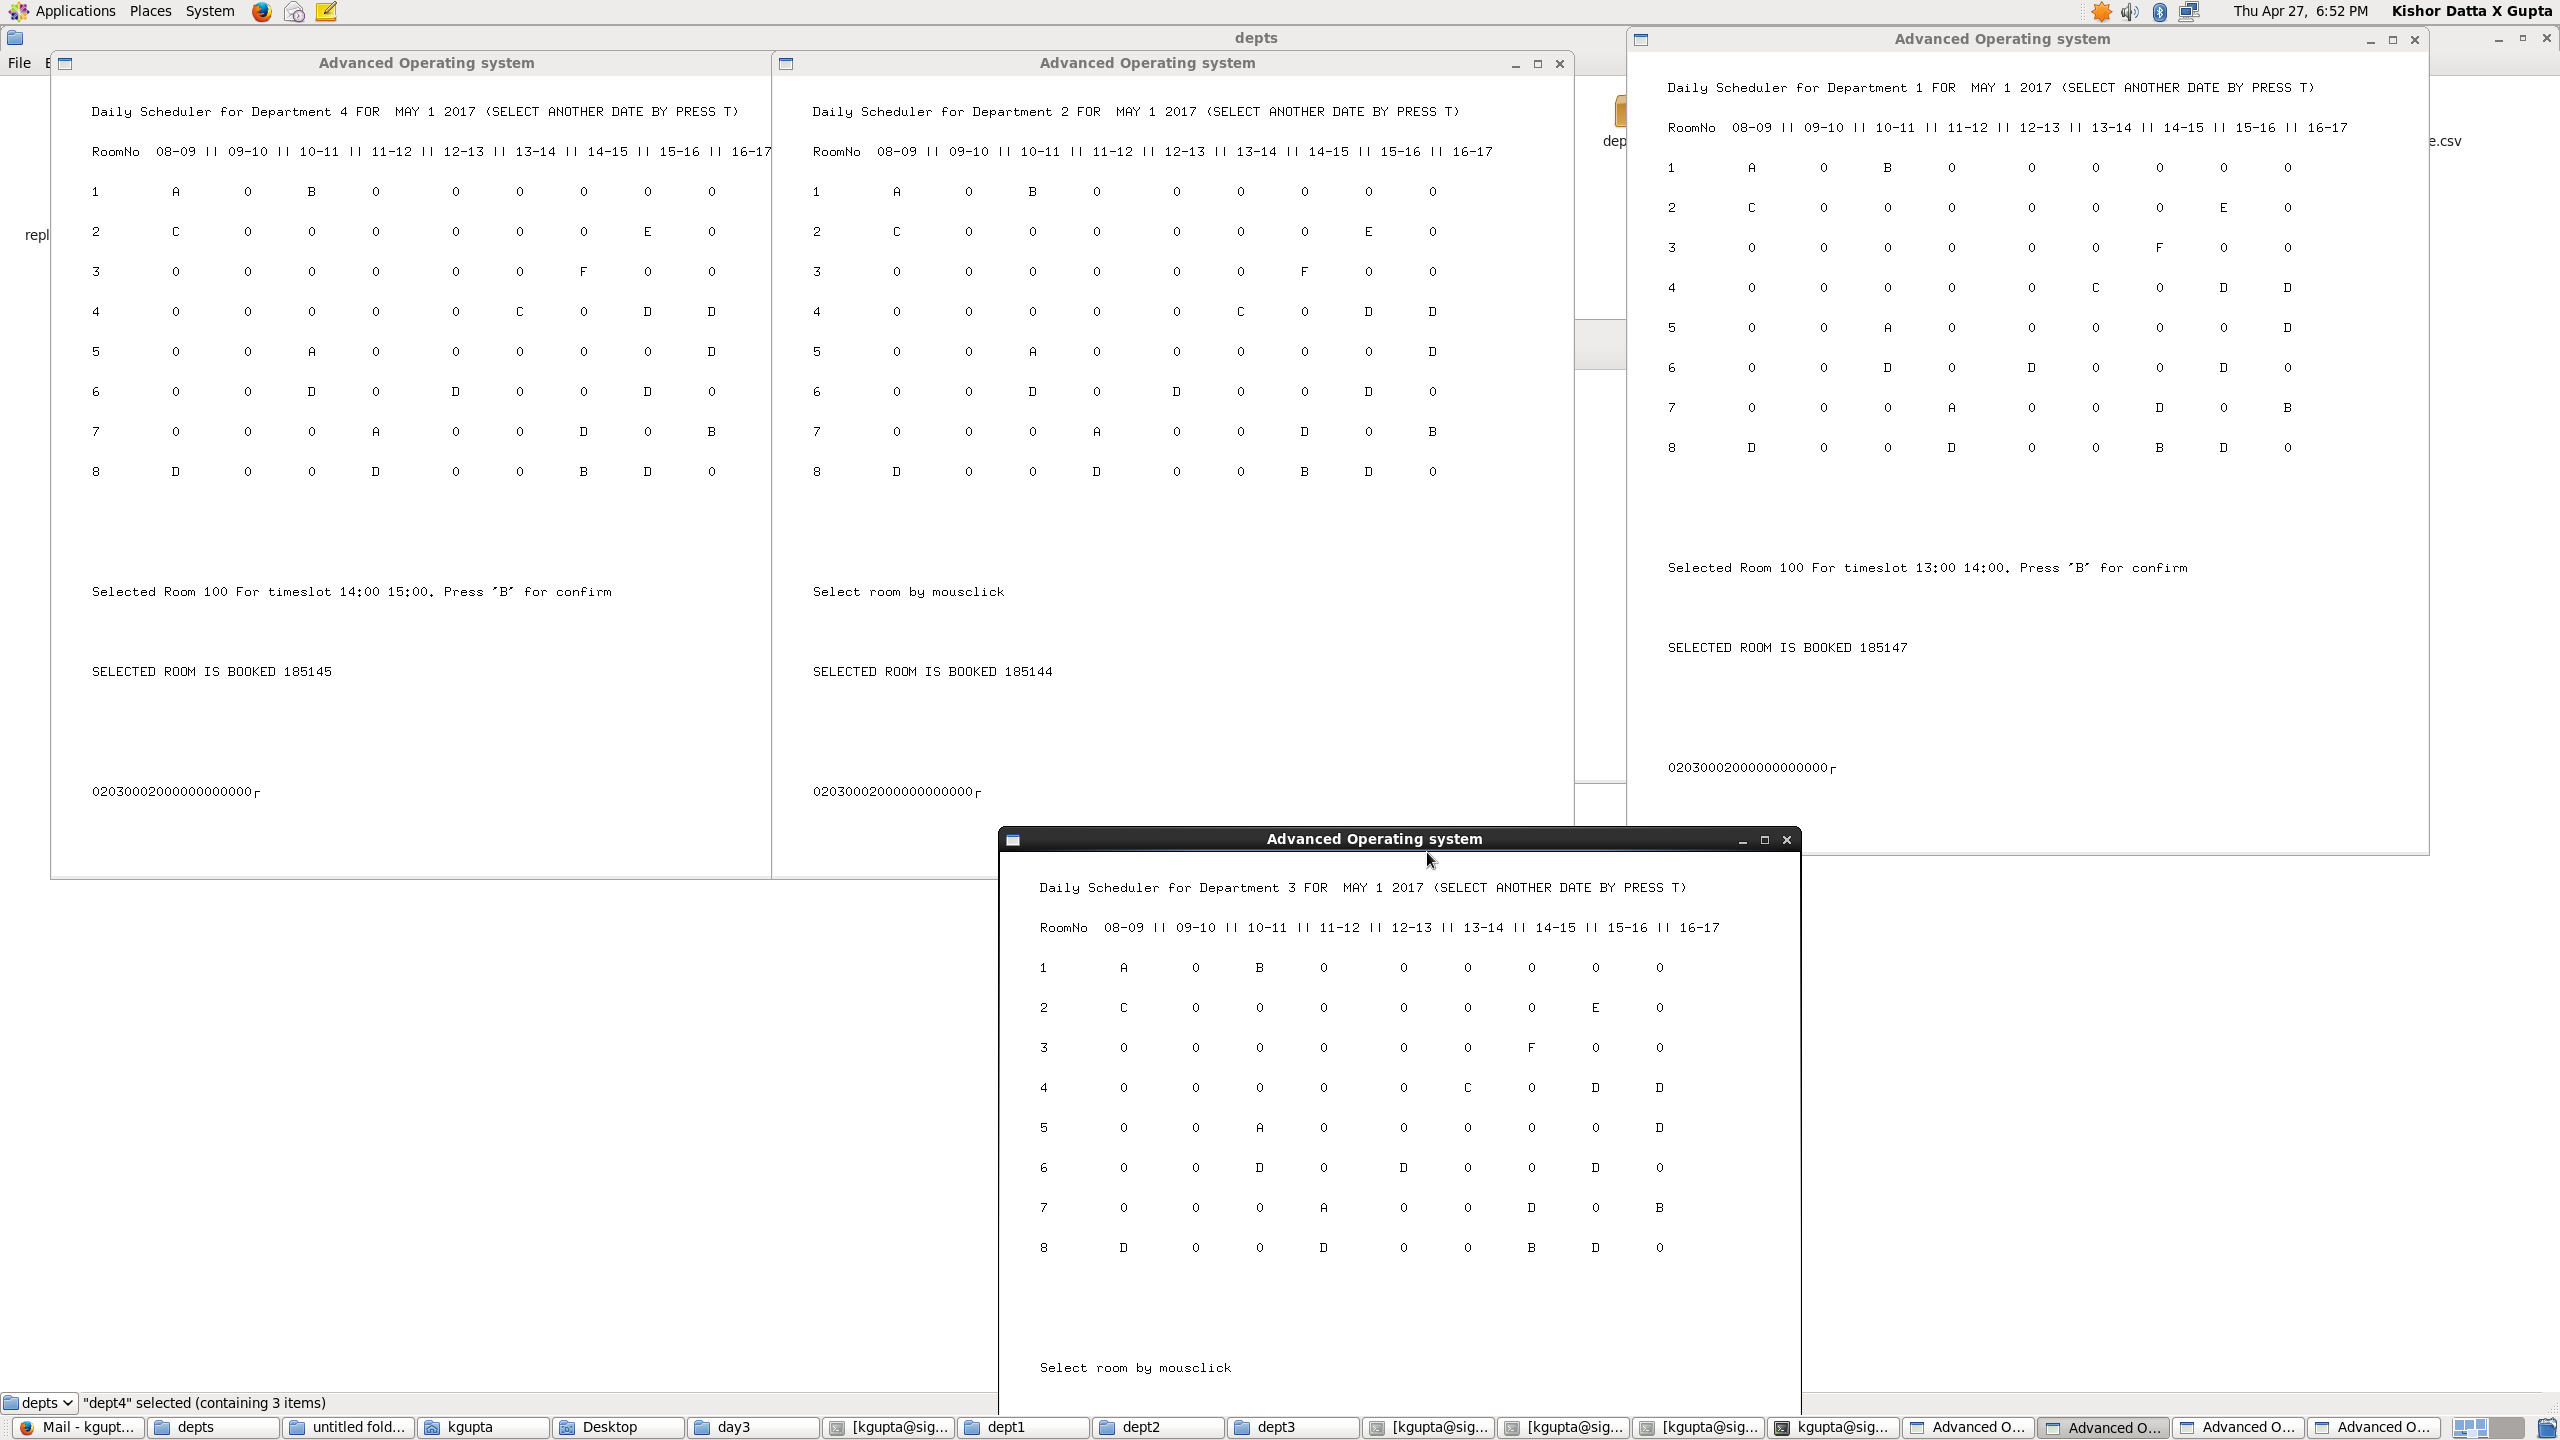 Applications Places System Thu Apr 27, 6:52 PM Kishor Datta X Gupta
depts
File
repl
dep
e.csv
Advanced Operating system
Daily Scheduler for Department 4 FOR  MAY 1 2017 (SELECT ANOTHER DATE BY PRESS T)
RoomNo 08-09 || 09-10 || 10-11 || 11-12 || 12-13 || 13-14 || 14-15 || 15-16 || 16-17
1 A 0 B 0 0 0 0 0 0
2 C 0 0 0 0 0 0 E 0
3 0 0 0 0 0 0 F 0 0
4 0 0 0 0 0 C 0 D D
5 0 0 A 0 0 0 0 0 D
6 0 0 D 0 D 0 0 D 0
7 0 0 0 A 0 0 D 0 B
8 D 0 0 D 0 0 B D 0
Selected Room 100 For timeslot 14:00 15:00. Press "B" for confirm
SELECTED ROOM IS BOOKED 185145
02030002000000000000┌
Advanced Operating system
Daily Scheduler for Department 2 FOR  MAY 1 2017 (SELECT ANOTHER DATE BY PRESS T)
RoomNo 08-09 || 09-10 || 10-11 || 11-12 || 12-13 || 13-14 || 14-15 || 15-16 || 16-17
1 A 0 B 0 0 0 0 0 0
2 C 0 0 0 0 0 0 E 0
3 0 0 0 0 0 0 F 0 0
4 0 0 0 0 0 C 0 D D
5 0 0 A 0 0 0 0 0 D
6 0 0 D 0 D 0 0 D 0
7 0 0 0 A 0 0 D 0 B
8 D 0 0 D 0 0 B D 0
Select room by mousclick
SELECTED ROOM IS BOOKED 185144
02030002000000000000┌
Advanced Operating system
Daily Scheduler for Department 1 FOR  MAY 1 2017 (SELECT ANOTHER DATE BY PRESS T)
RoomNo 08-09 || 09-10 || 10-11 || 11-12 || 12-13 || 13-14 || 14-15 || 15-16 || 16-17
1 A 0 B 0 0 0 0 0 0
2 C 0 0 0 0 0 0 E 0
3 0 0 0 0 0 0 F 0 0
4 0 0 0 0 0 C 0 D D
5 0 0 A 0 0 0 0 0 D
6 0 0 D 0 D 0 0 D 0
7 0 0 0 A 0 0 D 0 B
8 D 0 0 D 0 0 B D 0
Selected Room 100 For timeslot 13:00 14:00. Press "B" for confirm
SELECTED ROOM IS BOOKED 185147
02030002000000000000┌
Advanced Operating system
Daily Scheduler for Department 3 FOR  MAY 1 2017 (SELECT ANOTHER DATE BY PRESS T)
RoomNo 08-09 || 09-10 || 10-11 || 11-12 || 12-13 || 13-14 || 14-15 || 15-16 || 16-17
1 A 0 B 0 0 0 0 0 0
2 C 0 0 0 0 0 0 E 0
3 0 0 0 0 0 0 F 0 0
4 0 0 0 0 0 C 0 D D
5 0 0 A 0 0 0 0 0 D
6 0 0 D 0 D 0 0 D 0
7 0 0 0 A 0 0 D 0 B
8 D 0 0 D 0 0 B D 0
Select room by mousclick
depts "dept4" selected (containing 3 items)
Mail - kgupt... depts untitled fold... kgupta Desktop day3 [kgupta@sig... dept1 dept2 dept3 [kgupta@sig... [kgupta@sig... [kgupta@sig... kgupta@sig... Advanced O... Advanced O... Advanced O... Advanced O...